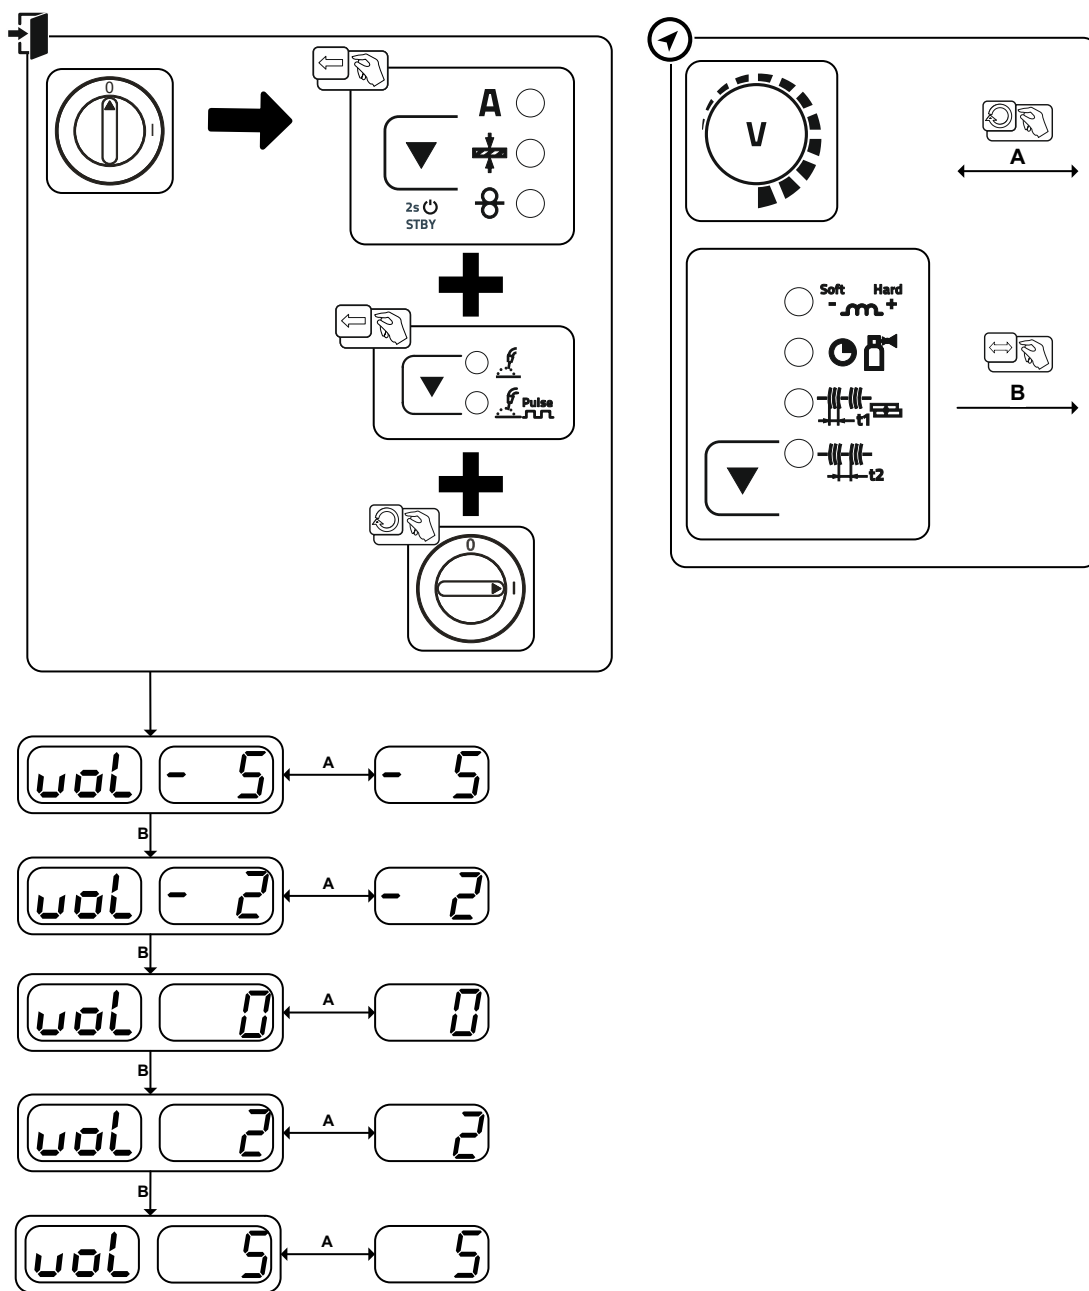 0
I
A
2s
STBY
Pulse
0
I
V
A
Soft Hard
- +
t1
t2
B
voL - 5 A - 5
B
voL - 2 A - 2
B
voL 0 A 0
B
voL 2 A 2
B
voL 5 A 5